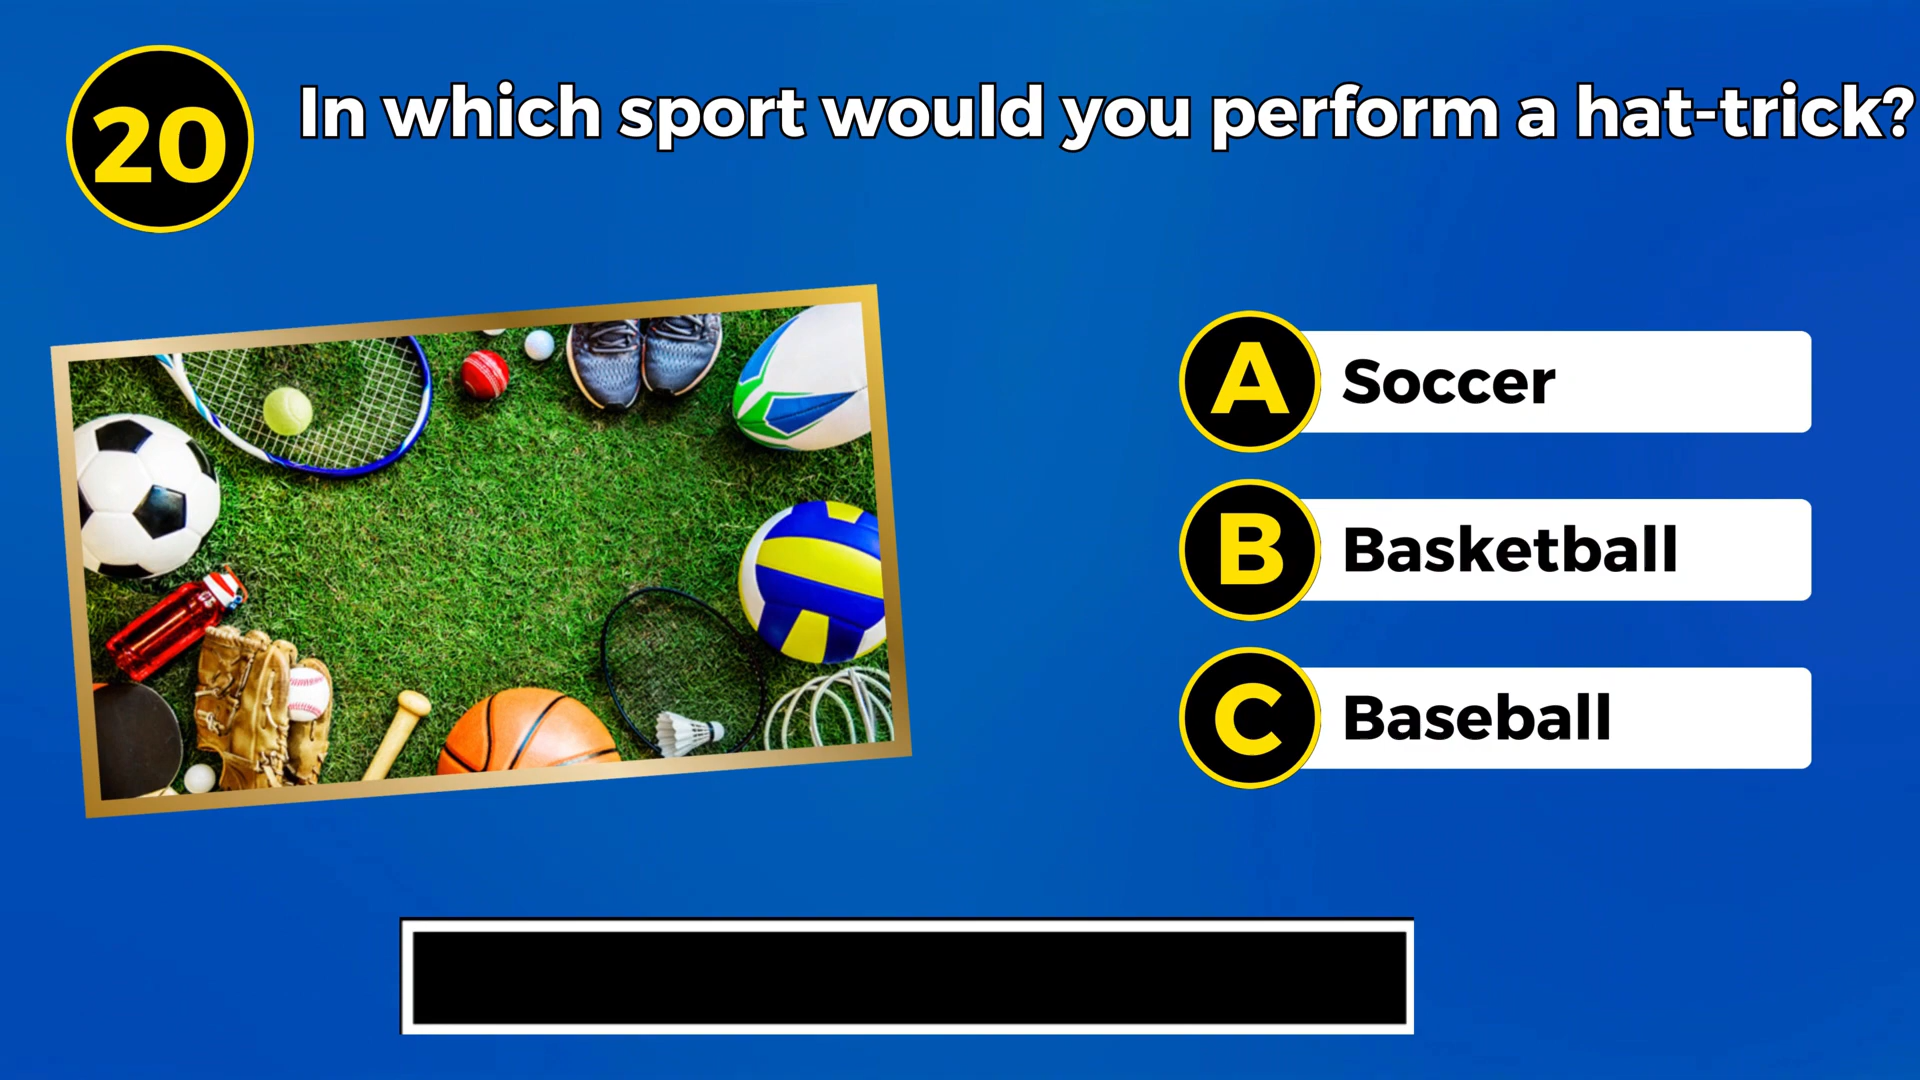 20
In which sport would you perform a hat-trick?
A
Soccer
B
Basketball
C
Baseball